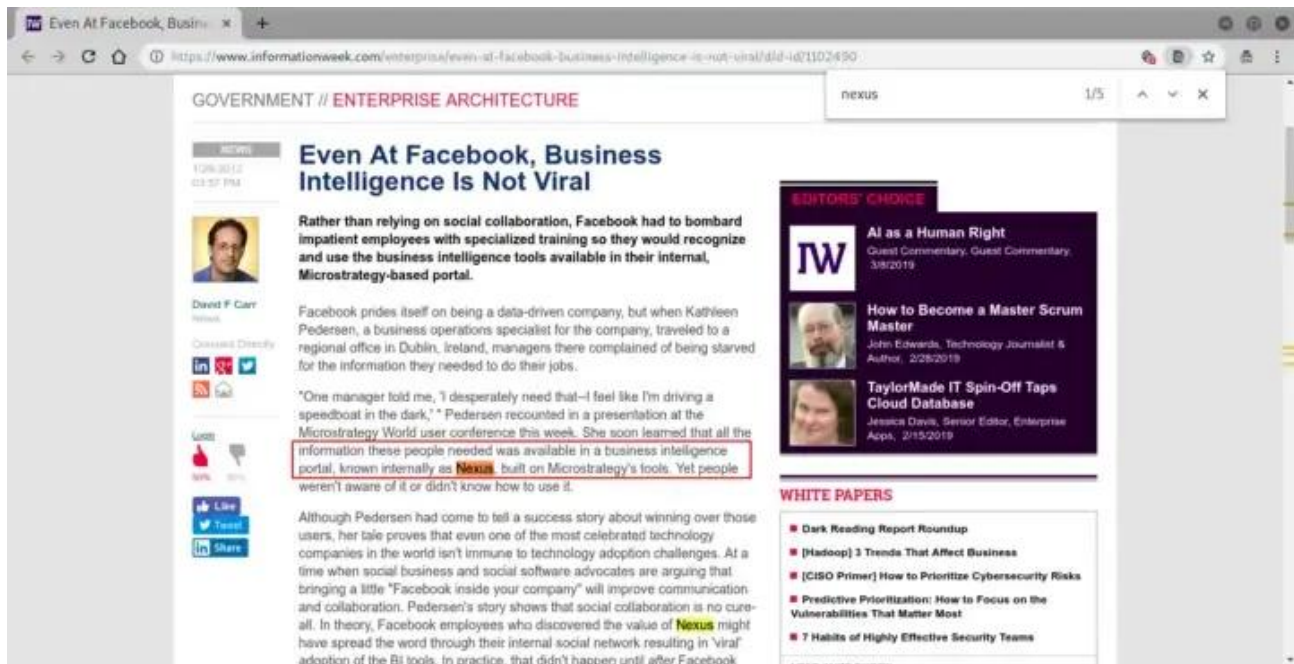 Even At Facebook, Busin
https://www.informationweek.com/enterprise/even-at-facebook-business-intelligence-is-not-viral/d/d-id/1102490
nexus
1/5
GOVERNMENT // ENTERPRISE ARCHITECTURE
NEWS
03:57 PM
Even At Facebook, Business
Intelligence Is Not Viral
Rather than relying on social collaboration, Facebook had to bombard
impatient employees with specialized training so they would recognize
and use the business intelligence tools available in their internal,
Microstrategy-based portal.
David F Carr
News
Connect Directly
Facebook prides itself on being a data-driven company, but when Kathleen
Pedersen, a business operations specialist for the company, traveled to a
regional office in Dublin, Ireland, managers there complained of being starved
for the information they needed to do their jobs.
"One manager told me, 'I desperately need that--I feel like I'm driving a
speedboat in the dark,' " Pedersen recounted in a presentation at the
Microstrategy World user conference this week. She soon learned that all the
information these people needed was available in a business intelligence
portal, known internally as Nexus, built on Microstrategy's tools. Yet people
weren't aware of it or didn't know how to use it.
Login
50%
50%
Like
Tweet
Share
Although Pedersen had come to tell a success story about winning over those
users, her tale proves that even one of the most celebrated technology
companies in the world isn't immune to technology adoption challenges. At a
time when social business and social software advocates are arguing that
bringing a little "Facebook inside your company" will improve communication
and collaboration. Pedersen's story shows that social collaboration is no cure-
all. In theory, Facebook employees who discovered the value of Nexus might
have spread the word through their internal social network resulting in 'viral'
adoption of the BI tools. In practice, that didn't happen until after Facebook
EDITORS' CHOICE
IW
AI as a Human Right
Guest Commentary, Guest Commentary,
3/8/2019
How to Become a Master Scrum
Master
John Edwards, Technology Journalist &
Author, 2/28/2019
TaylorMade IT Spin-Off Taps
Cloud Database
Jessica Davis, Senior Editor, Enterprise
Apps, 2/15/2019
WHITE PAPERS
Dark Reading Report Roundup
[Hadoop] 3 Trends That Affect Business
[CISO Primer] How to Prioritize Cybersecurity Risks
Predictive Prioritization: How to Focus on the
Vulnerabilities That Matter Most
7 Habits of Highly Effective Security Teams